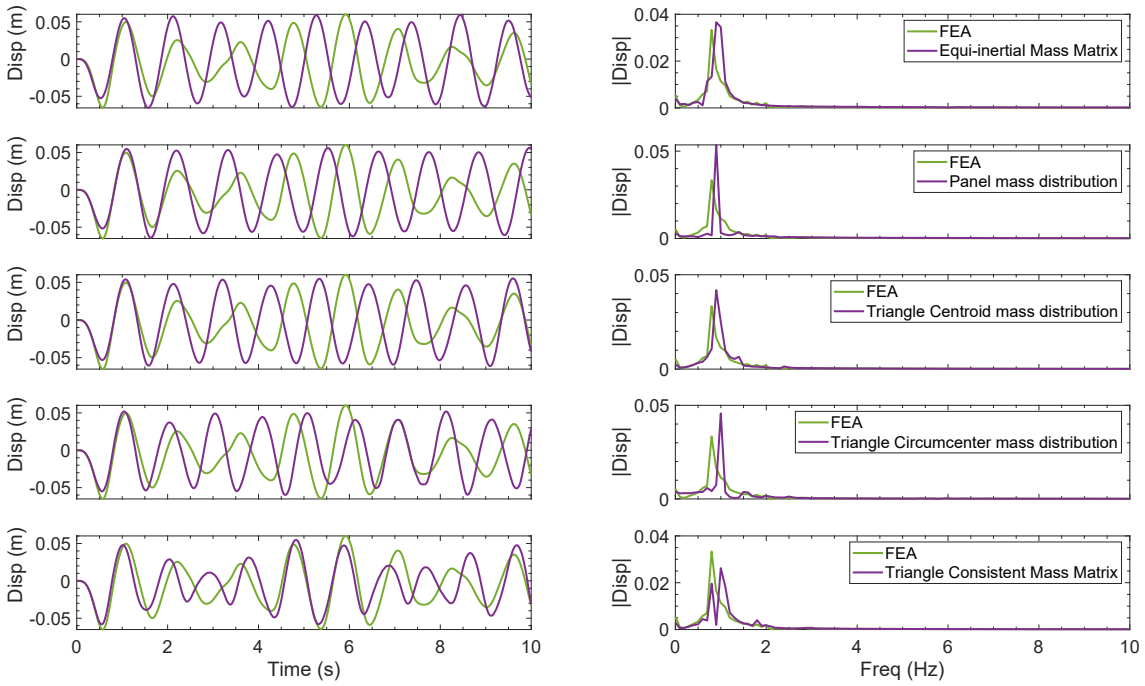 Disp (m)
0.05
0
-0.05
|Disp|
0.04
0.02
0
FEA
Equi-inertial Mass Matrix
Disp (m)
0.05
0
-0.05
|Disp|
0.05
0
FEA
Panel mass distribution
Disp (m)
0.05
0
-0.05
|Disp|
0.05
0
FEA
Triangle Centroid mass distribution
Disp (m)
0.05
0
-0.05
|Disp|
0.05
0
FEA
Triangle Circumcenter mass distribution
Disp (m)
0.05
0
-0.05
0 2 4 6 8 10
Time (s)
|Disp|
0.04
0.02
0
FEA
Triangle Consistent Mass Matrix
0 2 4 6 8 10
Freq (Hz)